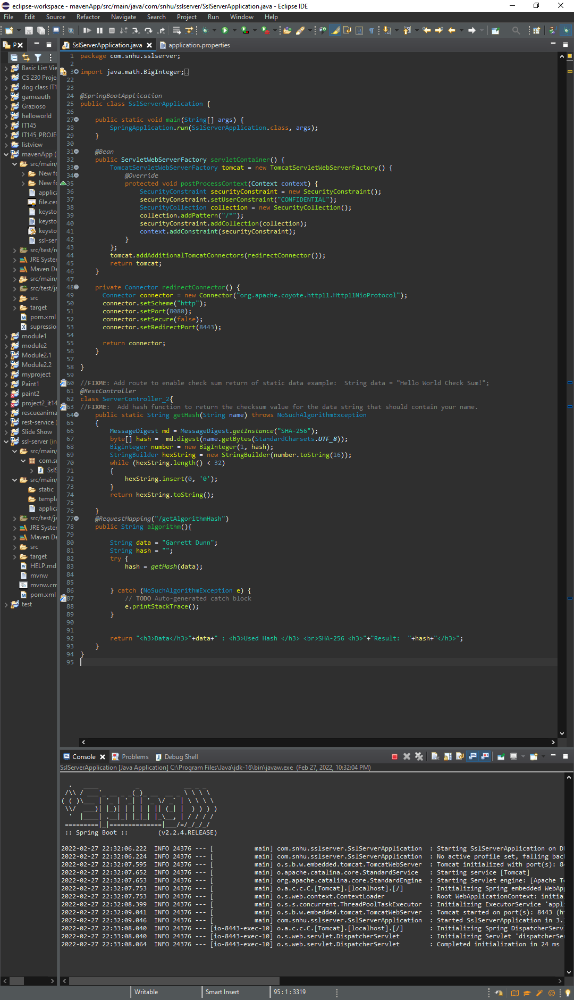 eclipse-workspace - mavenApp/src/main/java/com/snhu/sslserver/SslServerApplication.java - Eclipse IDE
File Edit Source Refactor Navigate Search Project Run Window Help
P
SslServerApplication.java
application.properties
Basic List Vie
CS 230 Proje
dog class IT1
gameauth
Grazioso
helloworld
IT145
IT145_PROJE
listview
mavenApp (
src/main/
New fo
New fo
applica
file.cer
keysto
keysto
keysto
ssl-ser
src/test/re
JRE Syster
Maven De
src/main/
src/test/ja
src
target
pom.xml
supressio
module1
module2
Module2.1
Module2.2
myproject
Paint1
paint2
project2_it14
rescueanima
rest-service (
Slide Show
ssl-server (in
src/main/
com.sn
SslS
src/main/
static
templa
applica
src/test/ja
JRE Syster
Maven De
src
target
HELP.md
mvnw
mvnw.cm
pom.xml
test
1 package com.snhu.sslserver;
2
3 import java.math.BigInteger;
22
23
24 @SpringBootApplication
25 public class SslServerApplication {
26
27 public static void main(String[] args) {
28 SpringApplication.run(SslServerApplication.class, args);
29 }
30
31 @Bean
32 public ServletWebServerFactory servletContainer() {
33 TomcatServletWebServerFactory tomcat = new TomcatServletWebServerFactory() {
34 @Override
35 protected void postProcessContext(Context context) {
36 SecurityConstraint securityConstraint = new SecurityConstraint();
37 securityConstraint.setUserConstraint("CONFIDENTIAL");
38 SecurityCollection collection = new SecurityCollection();
39 collection.addPattern("/*");
40 securityConstraint.addCollection(collection);
41 context.addConstraint(securityConstraint);
42 }
43 };
44 tomcat.addAdditionalTomcatConnectors(redirectConnector());
45 return tomcat;
46 }
47
48 private Connector redirectConnector() {
49 Connector connector = new Connector("org.apache.coyote.http11.Http11NioProtocol");
50 connector.setScheme("http");
51 connector.setPort(8080);
52 connector.setSecure(false);
53 connector.setRedirectPort(8443);
54
55 return connector;
56 }
57
58 }
59
60 //FIXME: Add route to enable check sum return of static data example:  String data = "Hello World Check Sum!";
61 @RestController
62 class ServerController_2{
63 //FIXME:  Add hash function to return the checksum value for the data string that should contain your name.
64 public static String getHash(String name) throws NoSuchAlgorithmException
65 {
66 MessageDigest md = MessageDigest.getInstance("SHA-256");
67 byte[] hash =  md.digest(name.getBytes(StandardCharsets.UTF_8));
68 BigInteger number = new BigInteger(1, hash);
69 StringBuilder hexString = new StringBuilder(number.toString(16));
70 while (hexString.length() < 32)
71 {
72 hexString.insert(0, '0');
73 }
74 return hexString.toString();
75
76 }
77 @RequestMapping("/getAlgorithmHash")
78 public String algorithm(){
79
80 String data = "Garrett Dunn";
81 String hash = "";
82 try {
83 hash = getHash(data);
84
85
86 } catch (NoSuchAlgorithmException e) {
87 // TODO Auto-generated catch block
88 e.printStackTrace();
89 }
90
91
92 return "<h3>Data</h3>"+data+" : <h3>Used Hash </h3> <br>SHA-256 <h3>"+"Result:  "+hash+"</h3>";
93 }
94 }
95
Console Problems Debug Shell
SslServerApplication [Java Application] C:\Program Files\Java\jdk-16\bin\javaw.exe (Feb 27, 2022, 10:32:04 PM)
Spring
:: Spring Boot :: (v2.2.4.RELEASE)
2022-02-27 22:32:06.222 INFO 24376 --- [ main] com.snhu.sslserver.SslServerApplication : Starting SslServerApplication on D
2022-02-27 22:32:06.224 INFO 24376 --- [ main] com.snhu.sslserver.SslServerApplication : No active profile set, falling bac
2022-02-27 22:32:07.595 INFO 24376 --- [ main] o.s.b.w.embedded.tomcat.TomcatWebServer : Tomcat initialized with port(s): 84
2022-02-27 22:32:07.652 INFO 24376 --- [ main] o.apache.catalina.core.StandardService : Starting service [Tomcat]
2022-02-27 22:32:07.653 INFO 24376 --- [ main] org.apache.catalina.core.StandardEngine : Starting Servlet engine: [Apache To
2022-02-27 22:32:07.753 INFO 24376 --- [ main] o.a.c.c.C.[Tomcat].[localhost].[/] : Initializing Spring embedded WebAp
2022-02-27 22:32:07.753 INFO 24376 --- [ main] o.s.web.context.ContextLoader : Root WebApplicationContext: initia
2022-02-27 22:32:08.399 INFO 24376 --- [ main] o.s.s.concurrent.ThreadPoolTaskExecutor : Initializing ExecutorService 'appl
2022-02-27 22:32:09.041 INFO 24376 --- [ main] o.s.b.w.embedded.tomcat.TomcatWebServer : Tomcat started on port(s): 8443 (h
2022-02-27 22:32:09.046 INFO 24376 --- [ main] com.snhu.sslserver.SslServerApplication : Started SslServerApplication in 3.
2022-02-27 22:33:08.040 INFO 24376 --- [io-8443-exec-10] o.a.c.c.C.[Tomcat].[localhost].[/] : Initializing Spring DispatcherServ
2022-02-27 22:33:08.040 INFO 24376 --- [io-8443-exec-10] o.s.web.servlet.DispatcherServlet : Initializing Servlet 'dispatcherSe
2022-02-27 22:33:08.064 INFO 24376 --- [io-8443-exec-10] o.s.web.servlet.DispatcherServlet : Completed initialization in 24 ms
Writable Smart Insert 95 : 1 : 3319